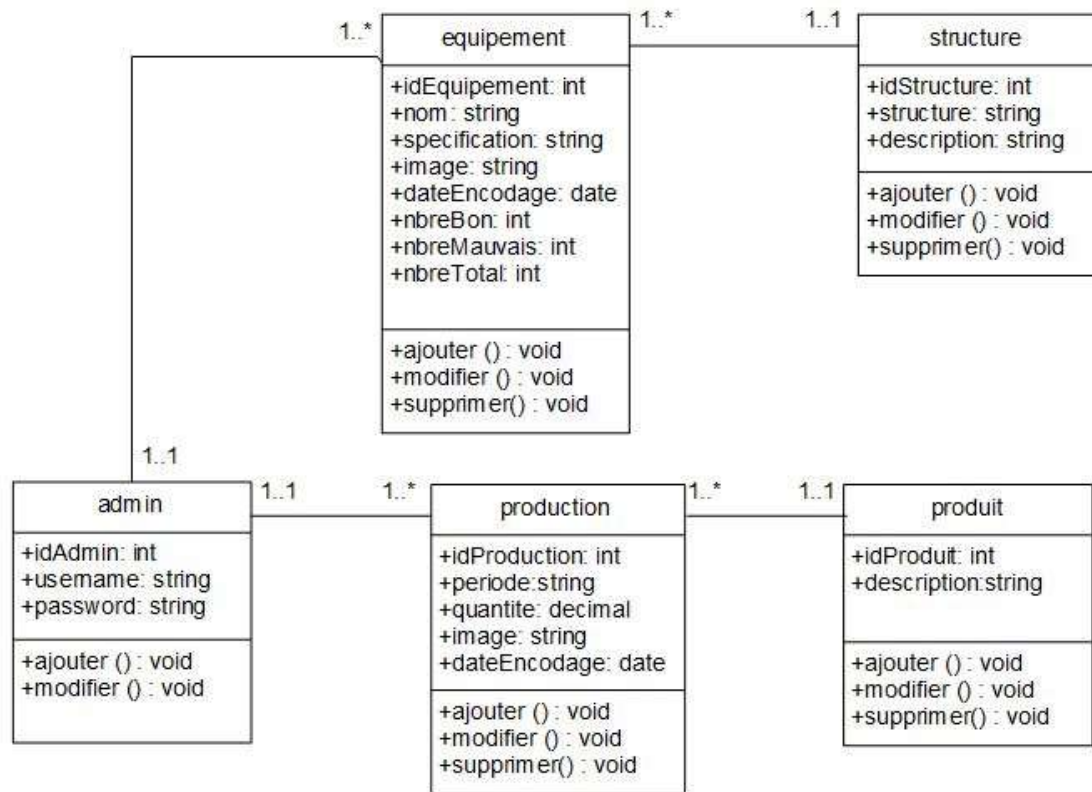 1..*
equipement
1..*
1..1
structure
+idEquipement: int
+nom: string
+specification: string
+image: string
+dateEncodage: date
+nbreBon: int
+nbreMauvais: int
+nbreTotal: int
+ajouter () : void
+modifier () : void
+supprimer() : void
+idStructure: int
+structure: string
+description: string
+ajouter () : void
+modifier () : void
+supprimer() : void
1..1
admin
1..1
1..*
production
1..*
1..1
produit
+idAdmin: int
+username: string
+password: string
+ajouter () : void
+modifier () : void
+idProduction: int
+periode:string
+quantite: decimal
+image: string
+dateEncodage: date
+ajouter () : void
+modifier () : void
+supprimer() : void
+idProduit: int
+description:string
+ajouter () : void
+modifier () : void
+supprimer() : void